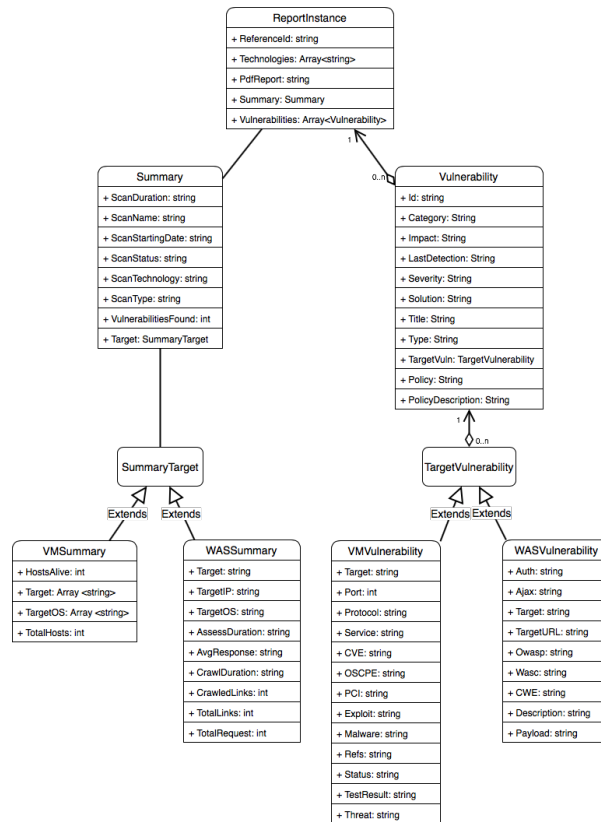 ReportInstance
+ ReferenceId: string
+ Technologies: Array<string>
+ PdfReport: string
+ Summary: Summary
+ Vulnerabilities: Array<Vulnerability>
1
0..n
Summary
+ ScanDuration: string
+ ScanName: string
+ ScanStartingDate: string
+ ScanStatus: string
+ ScanTechnology: string
+ ScanType: string
+ VulnerabilitiesFound: int
+ Target: SummaryTarget
Vulnerability
+ Id: string
+ Category: String
+ Impact: String
+ LastDetection: String
+ Severity: String
+ Solution: String
+ Title: String
+ Type: String
+ TargetVuln: TargetVulnerability
+ Policy: String
+ PolicyDescription: String
1
0..n
SummaryTarget
TargetVulnerability
Extends
Extends
Extends
Extends
VMSummary
+ HostsAlive: int
+ Target: Array <string>
+ TargetOS: Array <string>
+ TotalHosts: int
WASSummary
+ Target: string
+ TargetIP: string
+ TargetOS: string
+ AssessDuration: string
+ AvgResponse: string
+ CrawlDuration: string
+ CrawledLinks: int
+ TotalLinks: int
+ TotalRequest: int
VMVulnerability
+ Target: String
+ Port: int
+ Protocol: string
+ Service: string
+ CVE: string
+ OSCPE: string
+ PCI: string
+ Exploit: string
+ Malware: string
+ Refs: string
+ Status: string
+ TestResult: string
+ Threat: string
WASVulnerability
+ Auth: string
+ Ajax: string
+ Target: string
+ TargetURL: string
+ Owasp: string
+ Wasc: string
+ CWE: string
+ Description: string
+ Payload: string